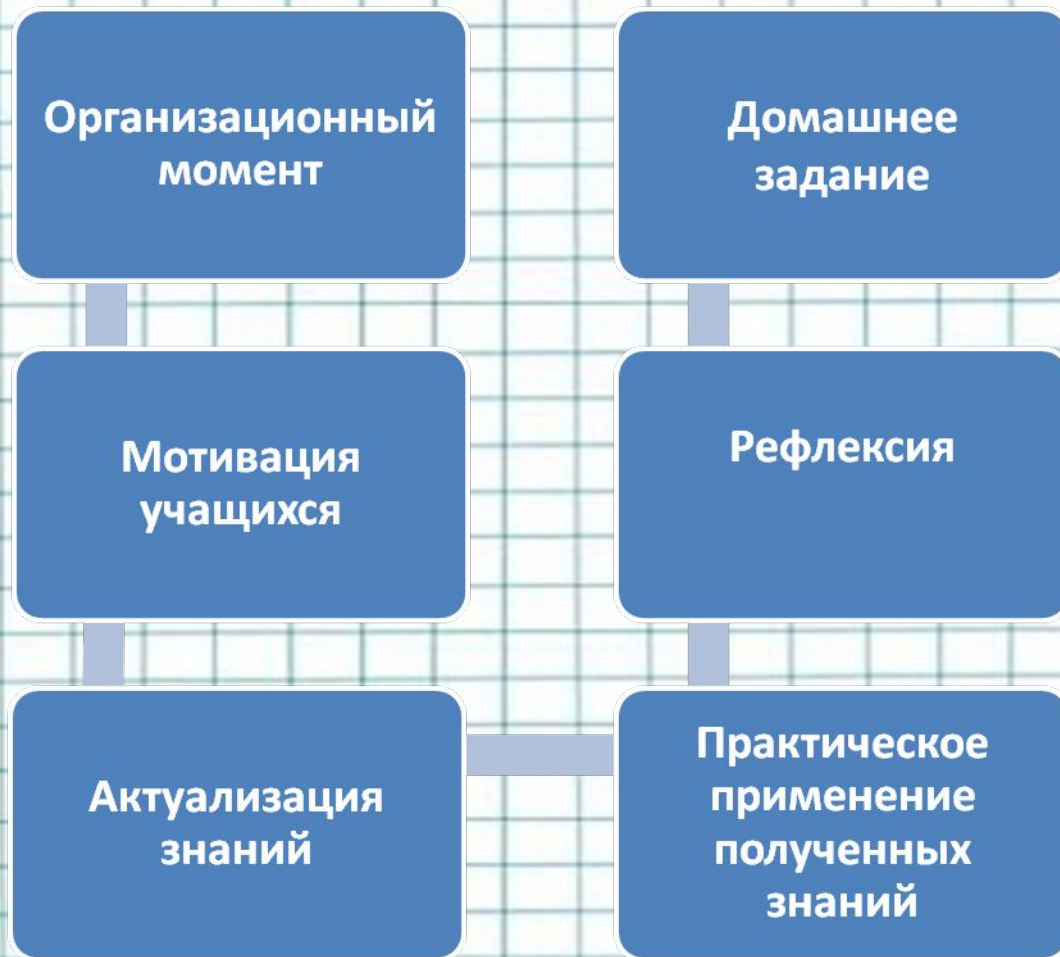 Организационный
момент
Мотивация
учащихся
Актуализация
знаний
Практическое
применение
полученных
знаний
Рефлексия
Домашнее
задание